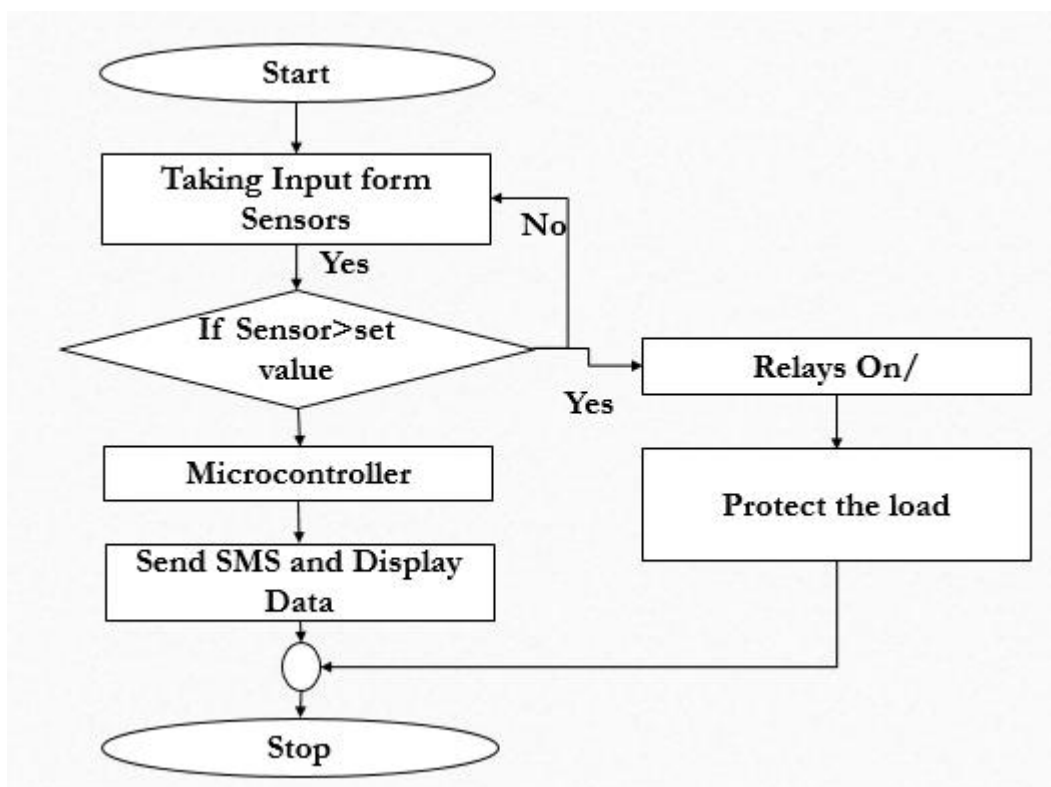 Start
Taking Input form
Sensors
No
Yes
If Sensor>set
value
Relays On/
Yes
Microcontroller
Protect the load
Send SMS and Display
Data
Stop